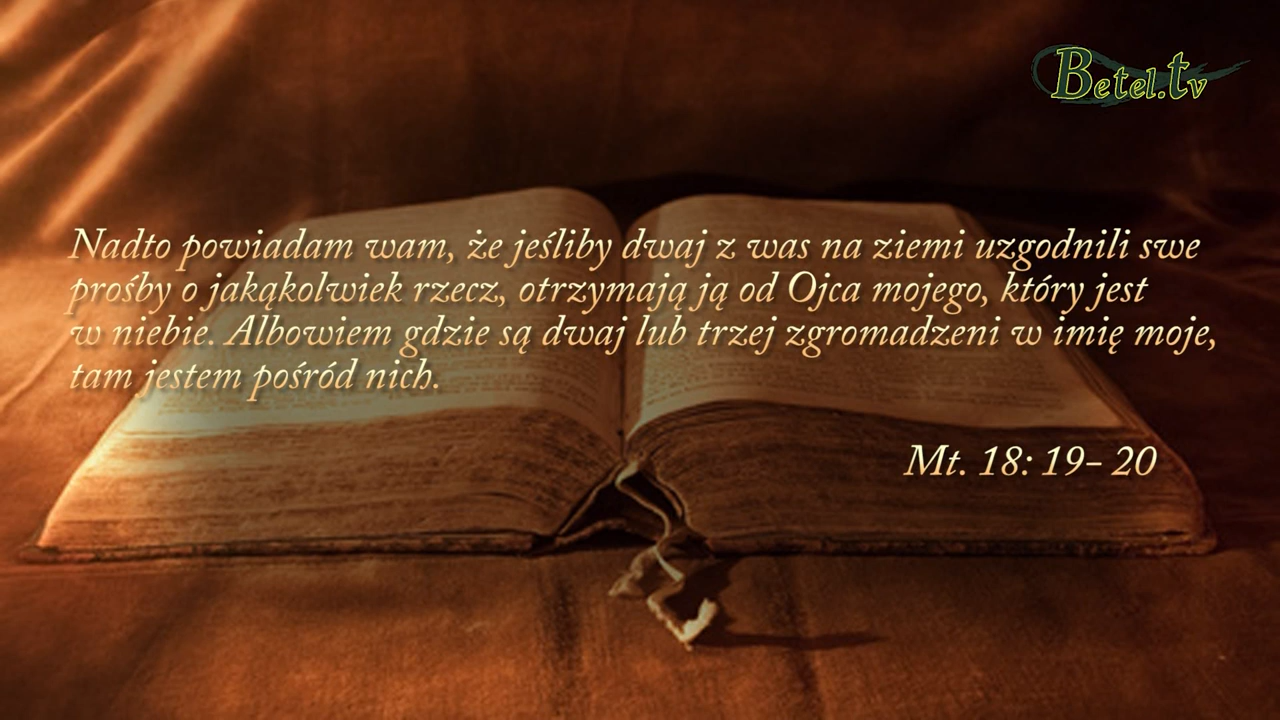 Betel.tv
Nadto powiadam wam, że jeśliby dwaj z was na ziemi uzgodnili swe
prośby o jakąkolwiek rzecz, otrzymają ją od Ojca mojego, który jest
w niebie. Albowiem gdzie są dwaj lub trzej zgromadzeni w imię moje,
tam jestem pośród nich.
Mt. 18: 19- 20